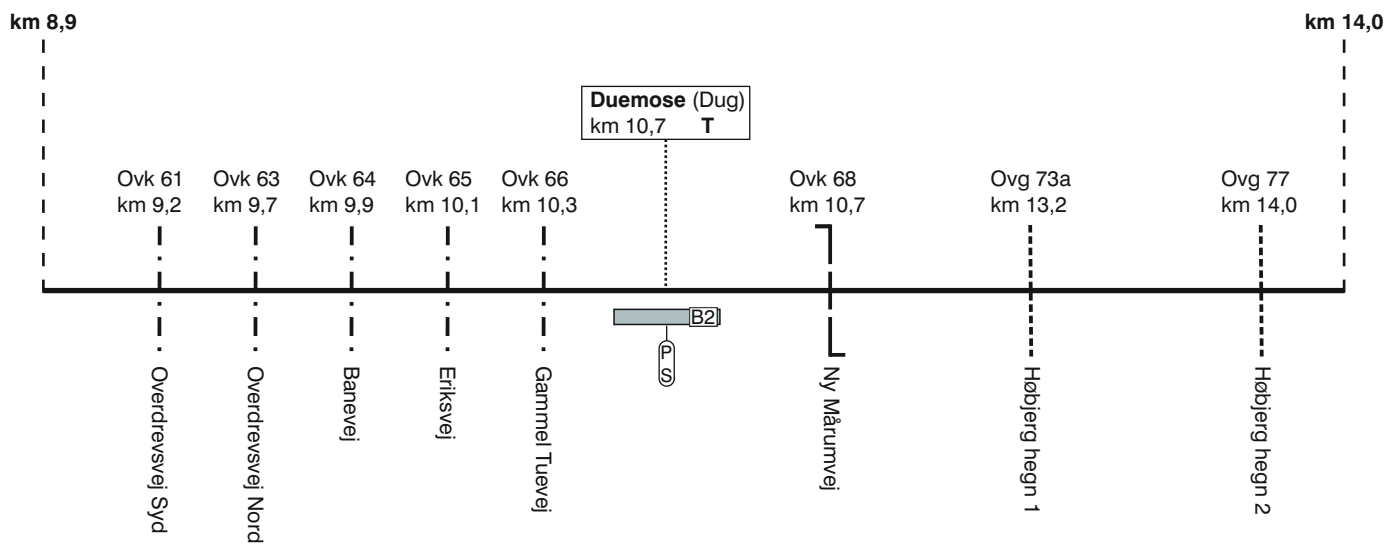 km 8,9
km 14,0
Duemose (Dug)
km 10,7 T
Ovk 61
km 9,2
Ovk 63
km 9,7
Ovk 64
km 9,9
Ovk 65
km 10,1
Ovk 66
km 10,3
Ovk 68
km 10,7
Ovg 73a
km 13,2
Ovg 77
km 14,0
B2
P
S
Overdrevsvej Syd
Overdrevsvej Nord
Banevej
Eriksvej
Gammel Tuevej
Ny Mårumvej
Høbjerg hegn 1
Høbjerg hegn 2